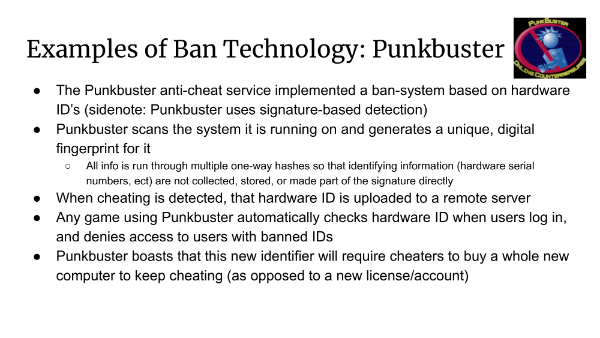 Examples of Ban Technology: Punkbuster
PUNKBUSTER
ONLINE COUNTERMEASURES
● The Punkbuster anti-cheat service implemented a ban-system based on hardware
ID's (sidenote: Punkbuster uses signature-based detection)
● Punkbuster scans the system it is running on and generates a unique, digital
fingerprint for it
○ All info is run through multiple one-way hashes so that identifying information (hardware serial
numbers, ect) are not collected, stored, or made part of the signature directly
● When cheating is detected, that hardware ID is uploaded to a remote server
● Any game using Punkbuster automatically checks hardware ID when users log in,
and denies access to users with banned IDs
● Punkbuster boasts that this new identifier will require cheaters to buy a whole new
computer to keep cheating (as opposed to a new license/account)